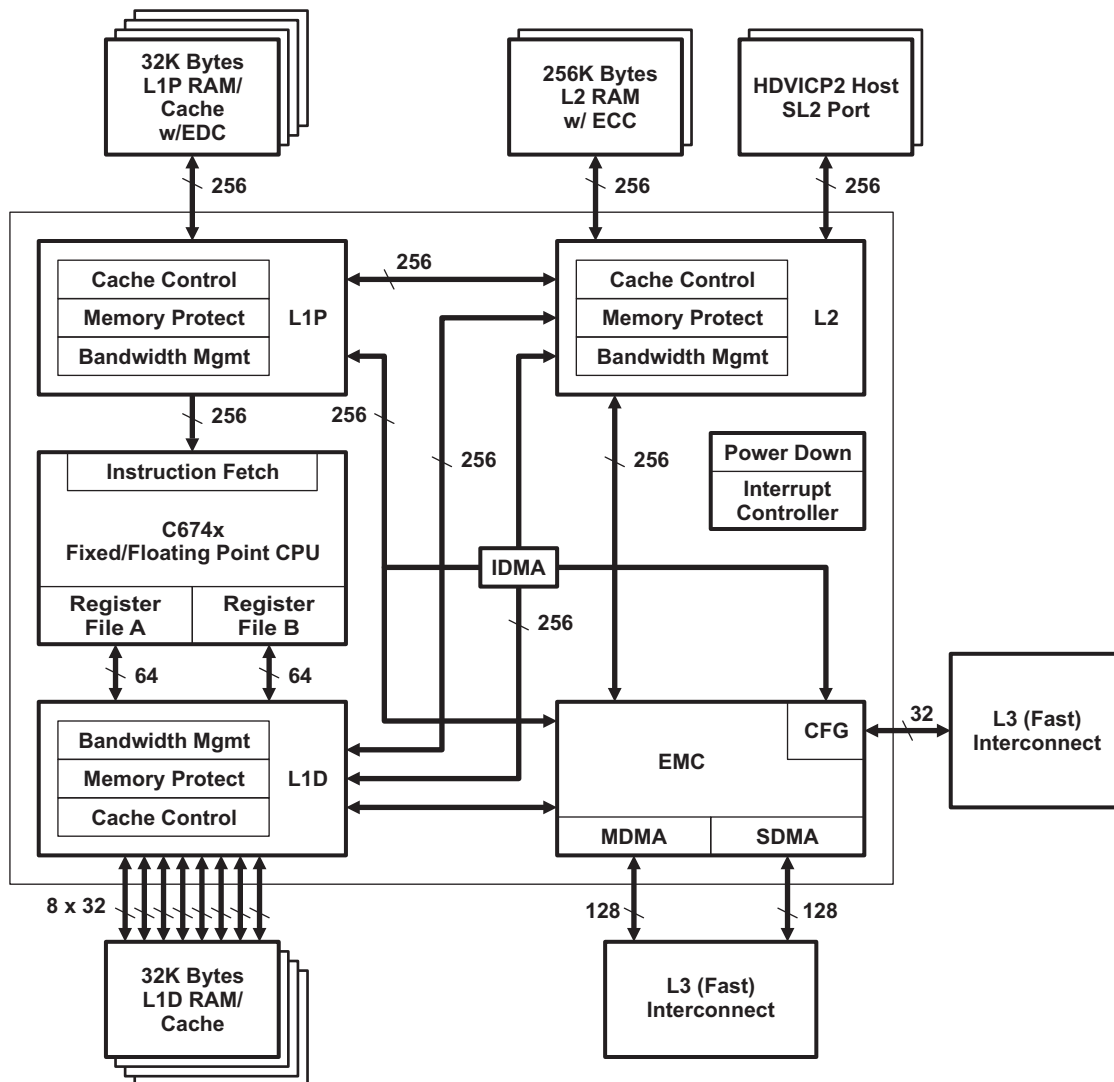 32K Bytes
L1P RAM/
Cache
w/EDC
256K Bytes
L2 RAM
w/ ECC
HDVICP2 Host
SL2 Port
256
256
256
Cache Control
Memory Protect
Bandwidth Mgmt
L1P
256
Cache Control
Memory Protect
Bandwidth Mgmt
L2
256
256
256
256
Instruction Fetch
C674x
Fixed/Floating Point CPU
Register
File A
Register
File B
Power Down
Interrupt
Controller
IDMA
256
64
64
Bandwidth Mgmt
Memory Protect
Cache Control
L1D
EMC
CFG
32
L3 (Fast)
Interconnect
MDMA
SDMA
8 x 32
128
128
32K Bytes
L1D RAM/
Cache
L3 (Fast)
Interconnect